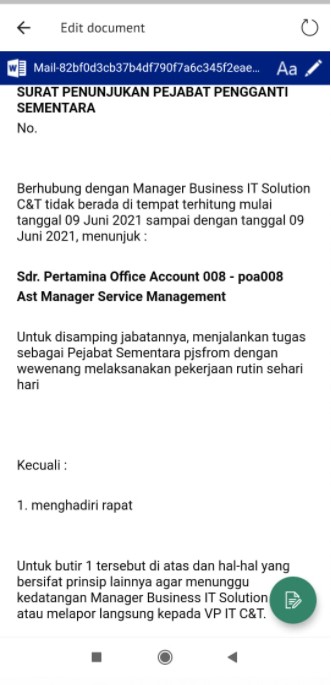 Edit document
Mail-82bf0d3cb37b4df790f7a6c345f2eae...
Aa
SURAT PENUNJUKAN PEJABAT PENGGANTI
SEMENTARA
No.
Berhubung dengan Manager Business IT Solution
C&T tidak berada di tempat terhitung mulai
tanggal 09 Juni 2021 sampai dengan tanggal 09
Juni 2021, menunjuk :
Sdr. Pertamina Office Account 008 - poa008
Ast Manager Service Management
Untuk disamping jabatannya, menjalankan tugas
sebagai Pejabat Sementara pjsfrom dengan
wewenang melaksanakan pekerjaan rutin sehari
hari
Kecuali :
1. menghadiri rapat
Untuk butir 1 tersebut di atas dan hal-hal yang
bersifat prinsip lainnya agar menunggu
kedatangan Manager Business IT Solution
atau melapor langsung kepada VP IT C&T.